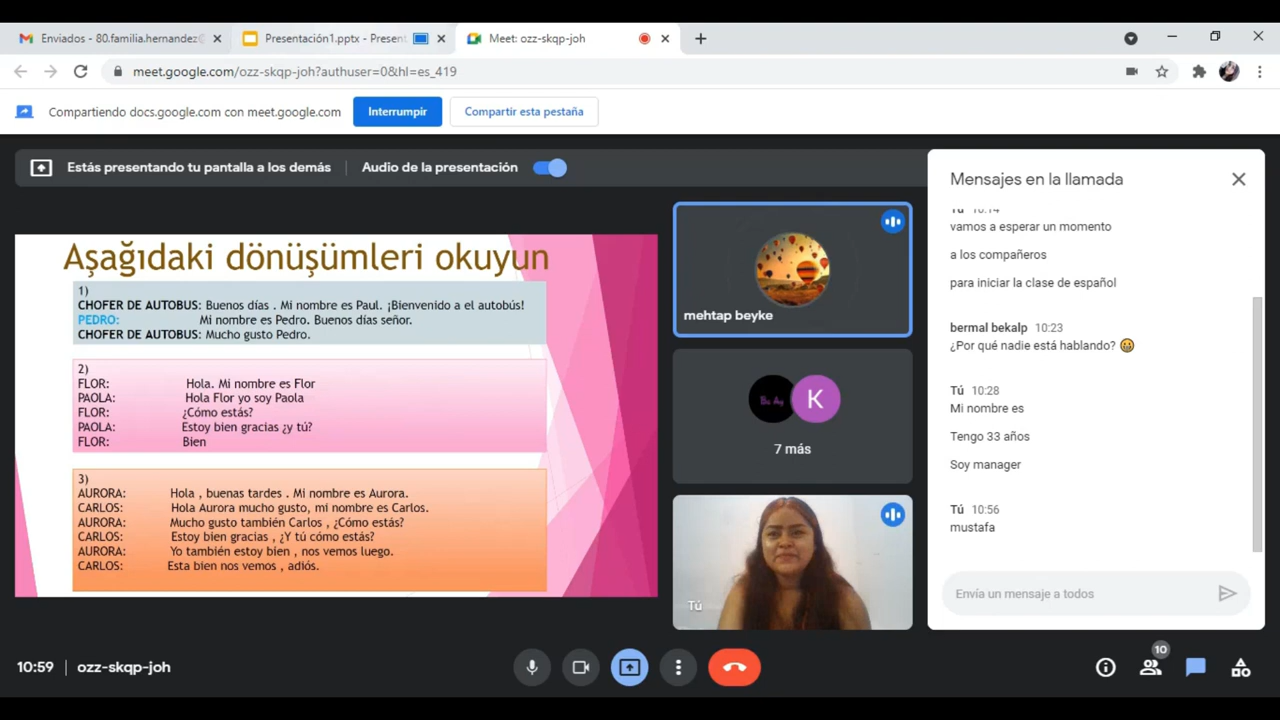 Enviados - 80.familia.hernandez@
Presentación1.pptx - Present
Meet: ozz-skqp-joh
meet.google.com/ozz-skqp-joh?authuser=0&hl=es_419
Compartiendo docs.google.com con meet.google.com
Interrumpir
Compartir esta pestaña
Estás presentando tu pantalla a los demás
Audio de la presentación
Aşağıdaki dönüşümleri okuyun
1)
CHOFER DE AUTOBUS: Buenos días . Mi nombre es Paul. ¡Bienvenido a el autobús!
PEDRO: Mi nombre es Pedro. Buenos días señor.
CHOFER DE AUTOBUS: Mucho gusto Pedro.
2)
FLOR: Hola. Mi nombre es Flor
PAOLA: Hola Flor yo soy Paola
FLOR: ¿Cómo estás?
PAOLA: Estoy bien gracias ¿y tú?
FLOR: Bien
3)
AURORA: Hola , buenas tardes . Mi nombre es Aurora.
CARLOS: Hola Aurora mucho gusto, mi nombre es Carlos.
AURORA: Mucho gusto también Carlos , ¿Cómo estás?
CARLOS: Estoy bien gracias , ¿Y tú cómo estás?
AURORA: Yo también estoy bien , nos vemos luego.
CARLOS: Esta bien nos vemos , adiós.
mehtap beyke
Be Ay
K
7 más
Tú
Mensajes en la llamada
Tú 10:14
vamos a esperar un momento
a los compañeros
para iniciar la clase de español
bermal bekalp 10:23
¿Por qué nadie está hablando? 😀
Tú 10:28
Mi nombre es
Tengo 33 años
Soy manager
Tú 10:56
mustafa
Envía un mensaje a todos
10:59 | ozz-skqp-joh
10